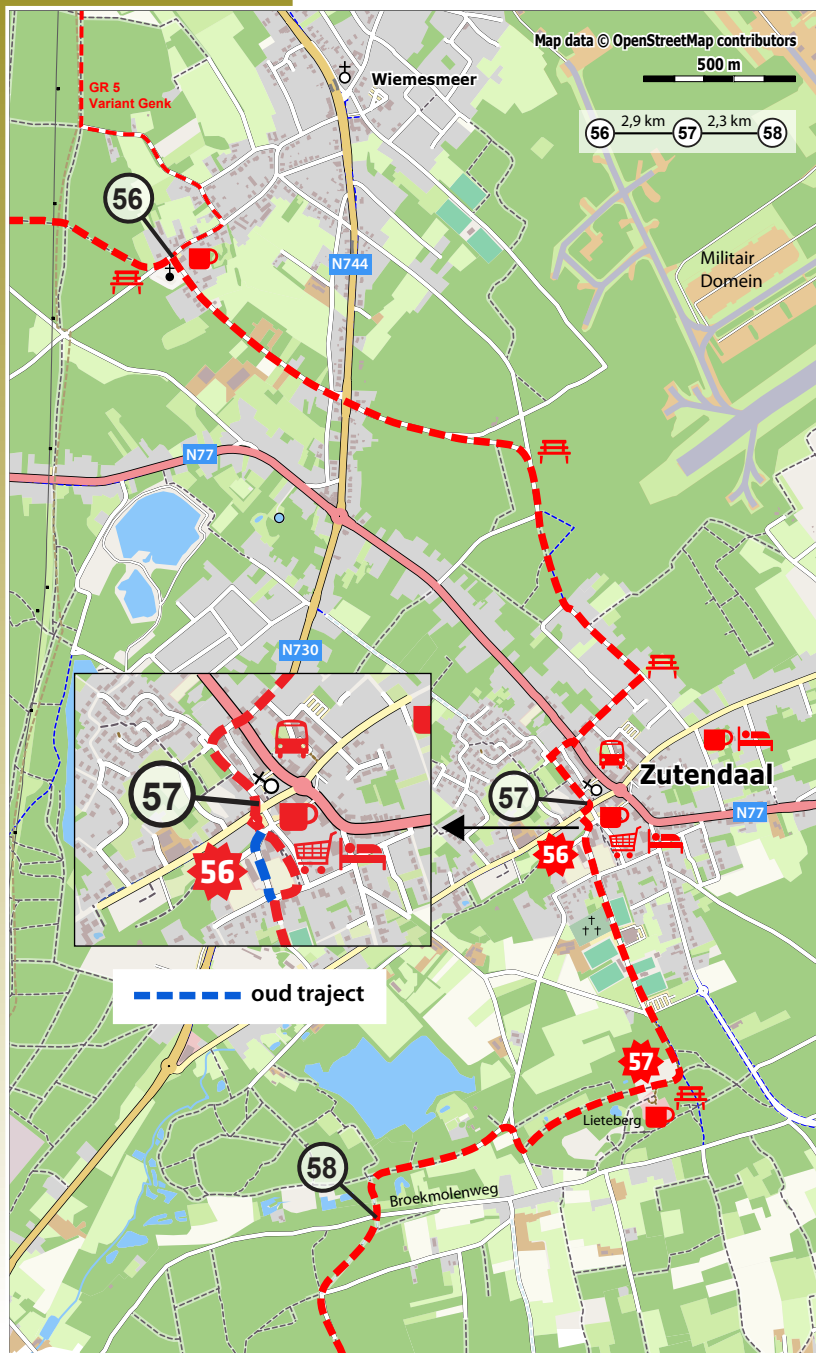 Map data © OpenStreetMap contributors
500 m
GR 5
Variant Genk
Wiemesmeer
56 2,9 km 57 2,3 km 58
56
N744
Militair
Domein
N77
N730
57
56
57
Zutendaal
N77
56
oud traject
57
Lieteberg
58
Broekmolenweg